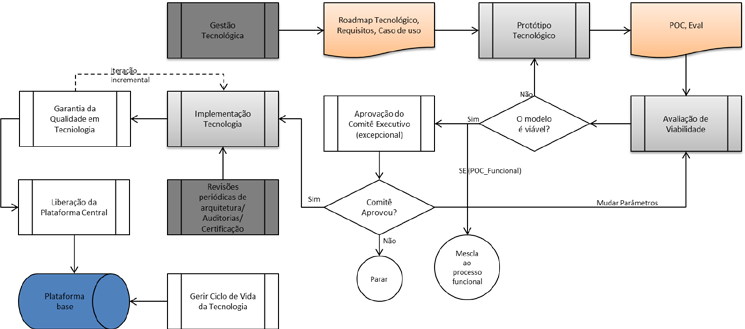 Gestão
Tecnológica
Roadmap Tecnológico,
Requisitos, Caso de uso
Protótipo
Tecnológico
POC, Eval
iteração
incremental
Garantia da
Qualidade em
Tecniologia
Implementação
Tecnologia
Aprovação do
Comitê Executivo
(excepcional)
Sim
Não
O modelo
é viável?
Avaliação de
Viabilidade
SE(POC_Funcional)
Liberação da
Plataforma Central
Revisões
periódicas de
arquitetura/
Auditorias/
Certificação
Sim
Comitê
Aprovou?
Mudar Parâmetros
Não
Plataforma
base
Gerir Ciclo de Vida
da Tecnologia
Parar
Mescla
ao
processo
funcional